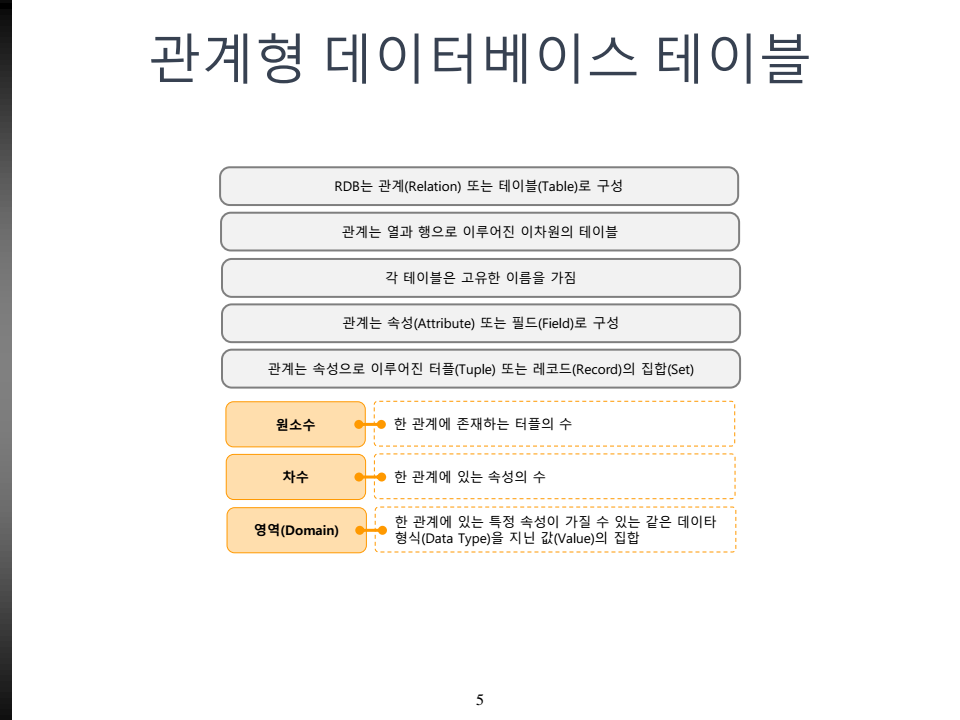 관계형 데이터베이스 테이블
RDB는 관계(Relation) 또는 테이블(Table)로 구성
관계는 열과 행으로 이루어진 이차원의 테이블
각 테이블은 고유한 이름을 가짐
관계는 속성(Attribute) 또는 필드(Field)로 구성
관계는 속성으로 이루어진 터플(Tuple) 또는 레코드(Record)의 집합(Set)
원소수
한 관계에 존재하는 터플의 수
차수
한 관계에 있는 속성의 수
영역(Domain)
한 관계에 있는 특정 속성이 가질 수 있는 같은 데이타
형식(Data Type)을 지닌 값(Value)의 집합
5